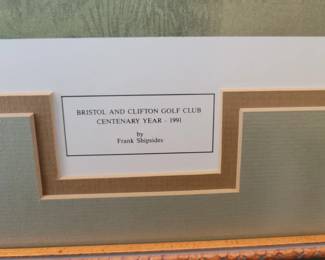 BRISTOL AND CLIFTON GOLF CLUB
CENTENARY YEAR - 1991
by
Frank Shipsides